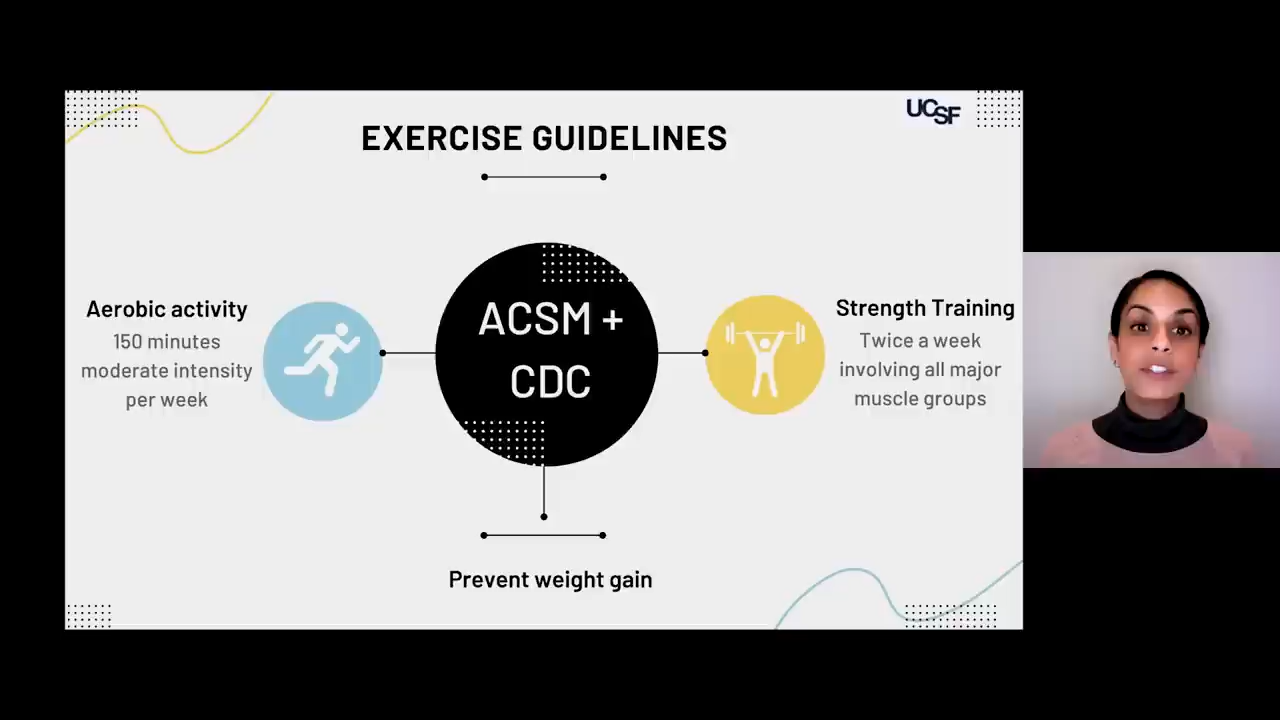 UCSF
EXERCISE GUIDELINES
Aerobic activity
150 minutes
moderate intensity
per week
ACSM +
CDC
Strength Training
Twice a week
involving all major
muscle groups
Prevent weight gain